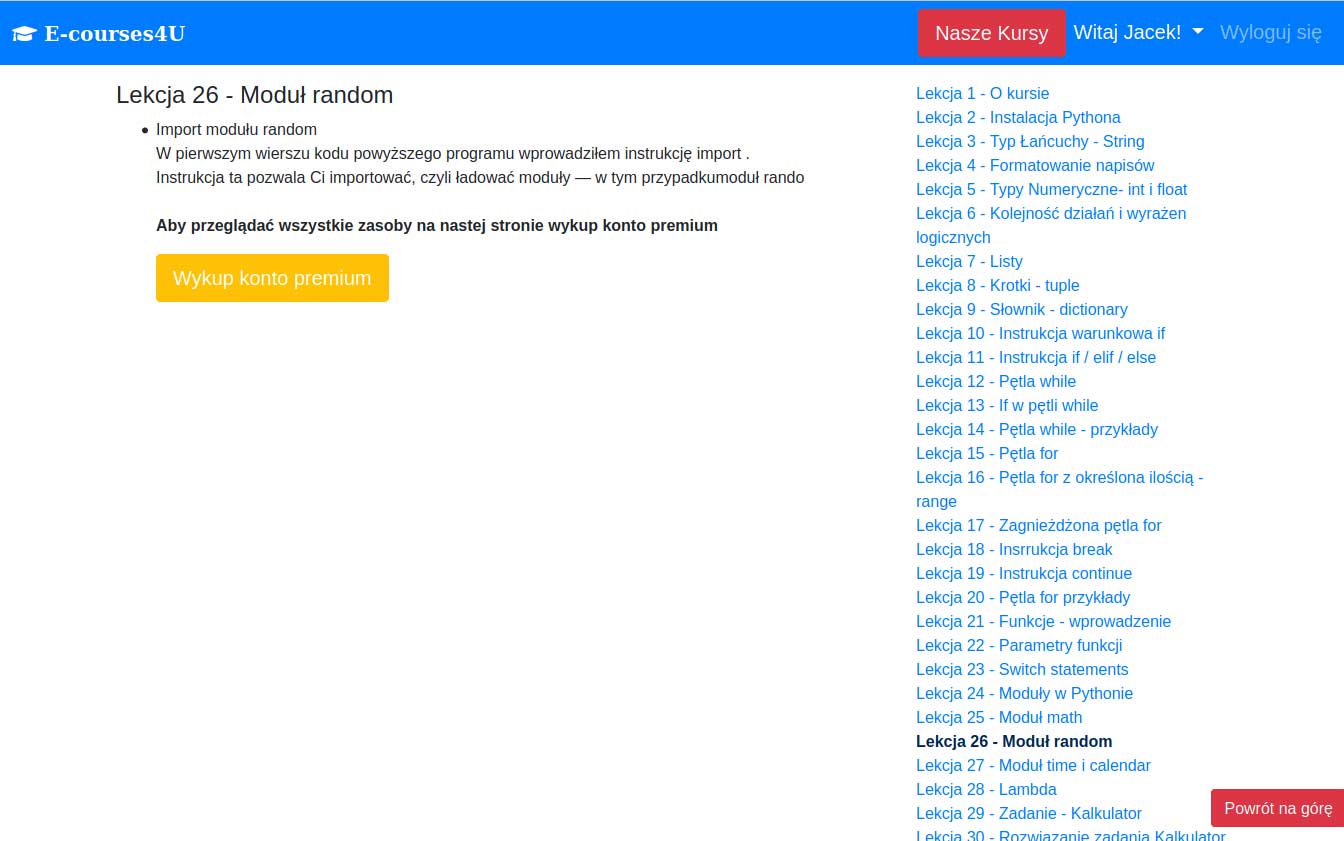 E-courses4U
Nasze Kursy
Witaj Jacek!
Wyloguj się
Lekcja 26 - Moduł random
Import modułu random
W pierwszym wierszu kodu powyższego programu wprowadziłem instrukcję import .
Instrukcja ta pozwala Ci importować, czyli ładować moduły — w tym przypadkumoduł rando
Aby przeglądać wszystkie zasoby na nastej stronie wykup konto premium
Wykup konto premium
Lekcja 1 - O kursie
Lekcja 2 - Instalacja Pythona
Lekcja 3 - Typ Łańcuchy - String
Lekcja 4 - Formatowanie napisów
Lekcja 5 - Typy Numeryczne- int i float
Lekcja 6 - Kolejność działań i wyrażen
logicznych
Lekcja 7 - Listy
Lekcja 8 - Krotki - tuple
Lekcja 9 - Słownik - dictionary
Lekcja 10 - Instrukcja warunkowa if
Lekcja 11 - Instrukcja if / elif / else
Lekcja 12 - Pętla while
Lekcja 13 - If w pętli while
Lekcja 14 - Pętla while - przykłady
Lekcja 15 - Pętla for
Lekcja 16 - Pętla for z określona ilością -
range
Lekcja 17 - Zagnieżdżona pętla for
Lekcja 18 - Insrrukcja break
Lekcja 19 - Instrukcja continue
Lekcja 20 - Pętla for przykłady
Lekcja 21 - Funkcje - wprowadzenie
Lekcja 22 - Parametry funkcji
Lekcja 23 - Switch statements
Lekcja 24 - Moduły w Pythonie
Lekcja 25 - Moduł math
Lekcja 26 - Moduł random
Lekcja 27 - Moduł time i calendar
Lekcja 28 - Lambda
Lekcja 29 - Zadanie - Kalkulator
Lekcja 30 - Rozwiązanie zadania Kalkulator
Powrót na górę